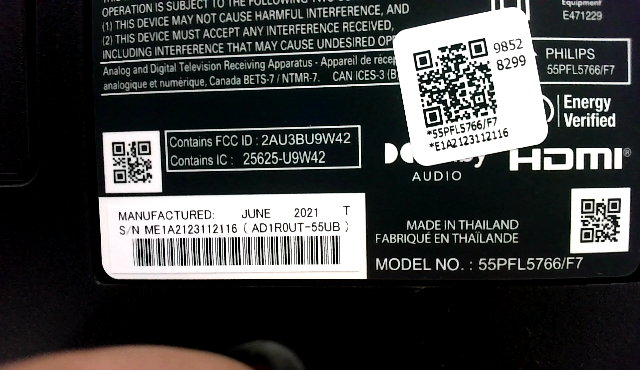 OPERATION IS SUBJECT TO THE FOLLOWING TWO
(1) THIS DEVICE MAY NOT CAUSE HARMFUL INTERFERENCE, AND
(2) THIS DEVICE MUST ACCEPT ANY INTERFERENCE RECEIVED,
INCLUDING INTERFERENCE THAT MAY CAUSE UNDESIRED
Analog and Digital Television Receiving Apparatus - Appareil de
analogique et numérique, Canada BETS-7 / NTMR-7. CAN ICES-3 (B)
Equipment
E471229
9852
8299
*55PFL5766/F7
*E1A2123112116
PHILIPS
55PFL5766/F7
Energy
Verified
Contains FCC ID : 2AU3BU9W42
Contains IC : 25625-U9W42
AUDIO
HDMI®
MANUFACTURED: JUNE 2021 T
S/N ME1A2123112116 ( AD1R0UT-55UB )
MADE IN THAILAND
FABRIQUÉ EN THAÏLANDE
MODEL NO. : 55PFL5766/F7